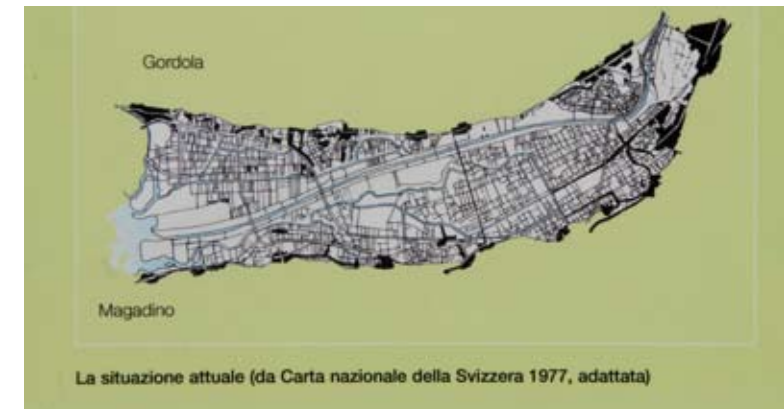 Gordola
Magadino
La situazione attuale (da Carta nazionale della Svizzera 1977, adattata)